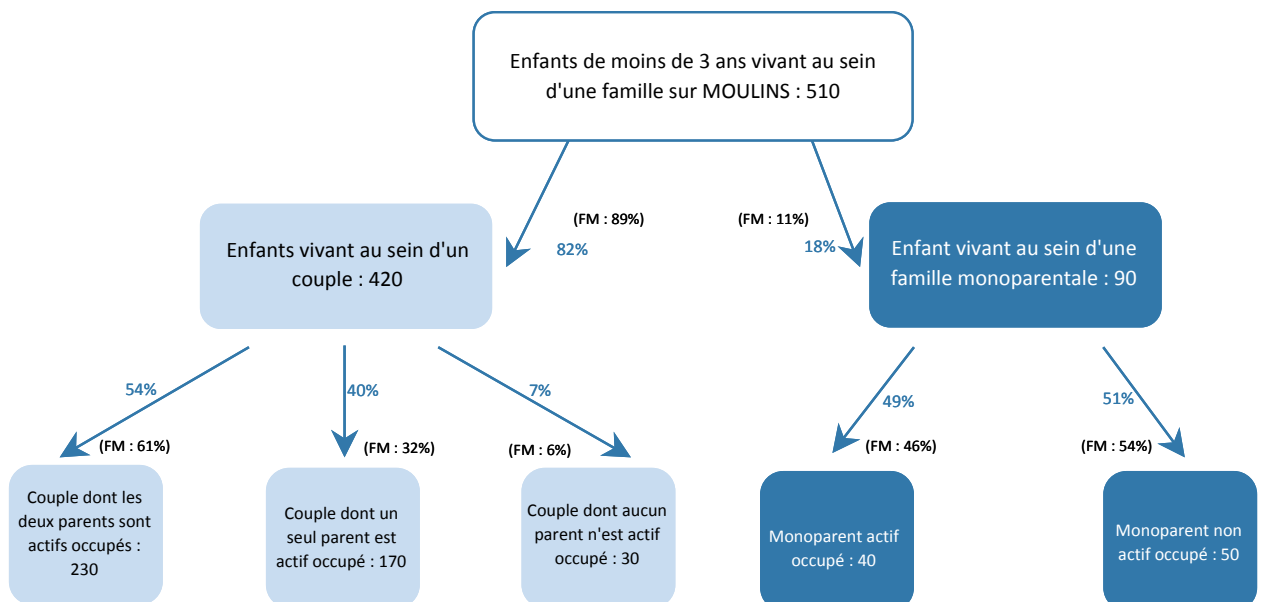 Enfants de moins de 3 ans vivant au sein
d'une famille sur MOULINS : 510
(FM : 89%)
82%
(FM : 11%)
18%
Enfants vivant au sein d'un
couple : 420
Enfant vivant au sein d'une
famille monoparentale : 90
54%
(FM : 61%)
40%
(FM : 32%)
7%
(FM : 6%)
49%
(FM : 46%)
51%
(FM : 54%)
Couple dont les
deux parents sont
actifs occupés :
230
Couple dont un
seul parent est
actif occupé : 170
Couple dont aucun
parent n'est actif
occupé : 30
Monoparent actif
occupé : 40
Monoparent non
actif occupé : 50